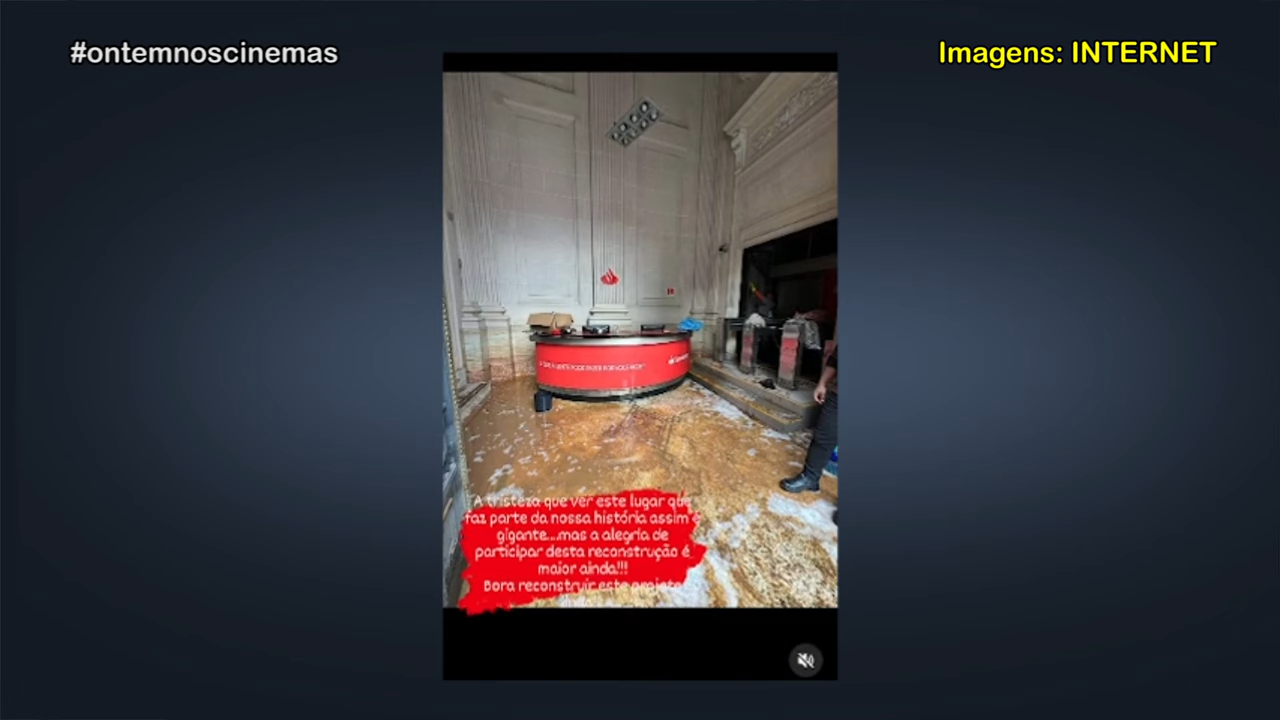 #ontemnoscinemas
Imagens: INTERNET
A tristeza que ver este lugar que
faz parte da nossa história assim é
gigante...mas a alegria de
participar desta reconstrução é
maior ainda!!!
Bora reconstruir este projeto